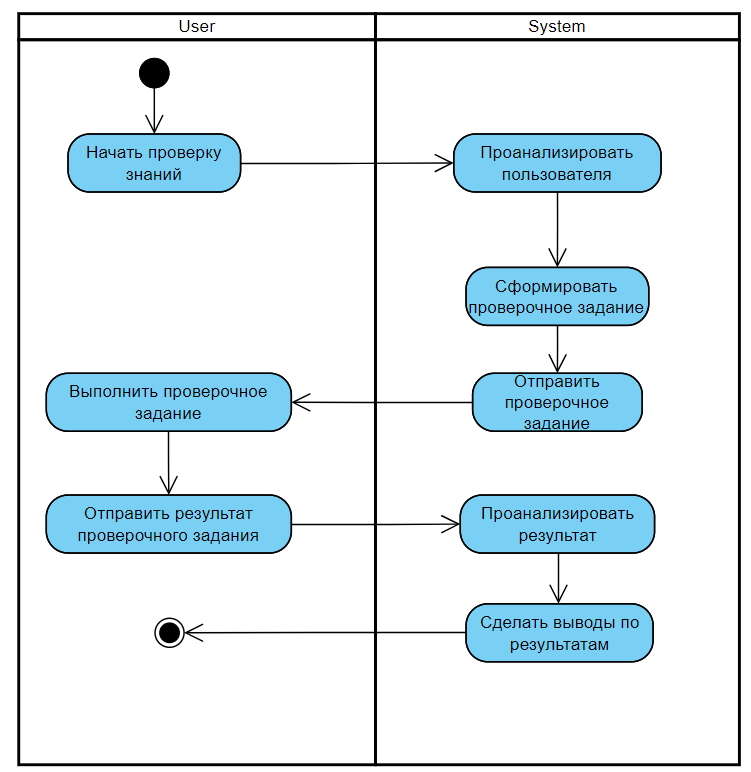 User
System
Начать проверку
знаний
Проанализировать
пользователя
Сформировать
проверочное задание
Отправить
проверочное
задание
Выполнить проверочное
задание
Отправить результат
проверочного задания
Проанализировать
результат
Сделать выводы по
результатам